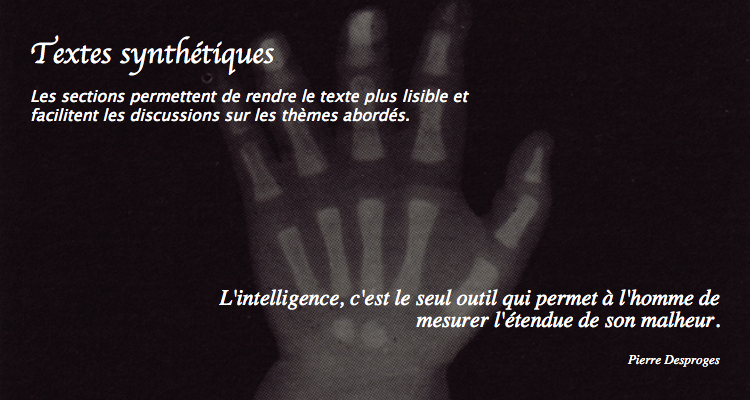 Textes synthétiques
Les sections permettent de rendre le texte plus lisible et
facilitent les discussions sur les thèmes abordés.
L'intelligence, c'est le seul outil qui permet à l'homme de
mesurer l'étendue de son malheur.
Pierre Desproges